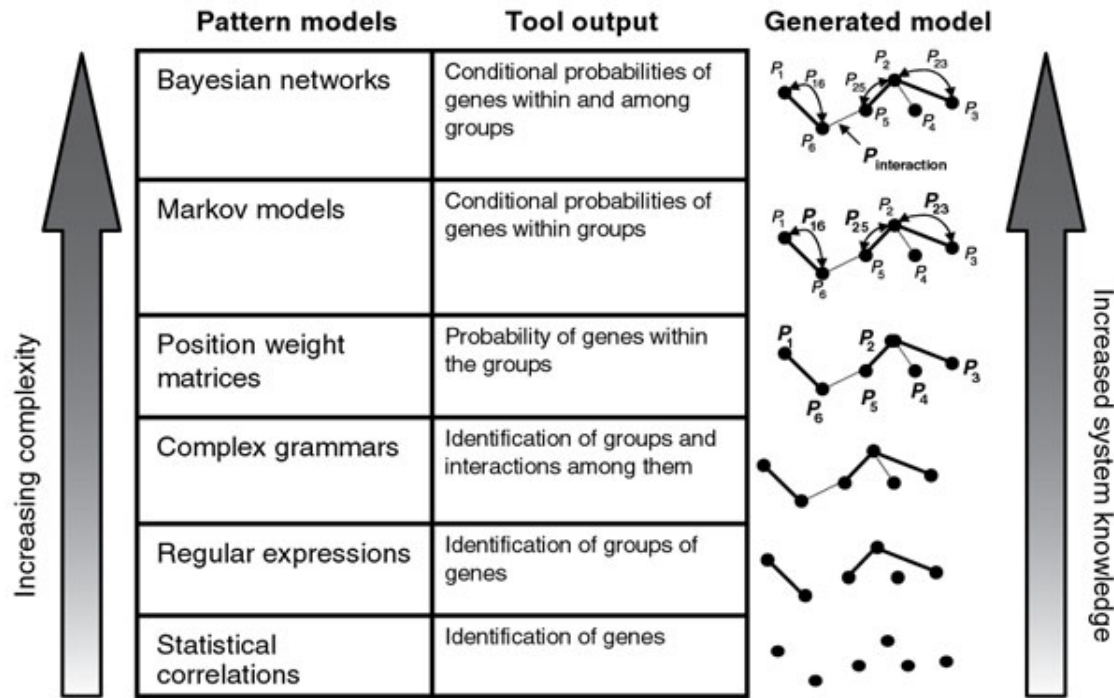 Pattern models
Tool output
Generated model
Increasing complexity
Bayesian networks
Conditional probabilities of
genes within and among
groups
P1
P16
P25
P2
P23
P6
P5
P4
P3
Pinteraction
Markov models
Conditional probabilities of
genes within groups
P1
P16
P25
P2
P23
P6
P5
P4
P3
Position weight
matrices
Probability of genes within
the groups
P1
P2
P3
P6
P5
P4
Complex grammars
Identification of groups and
interactions among them
Regular expressions
Identification of groups of
genes
Statistical
correlations
Identification of genes
Increased system knowledge